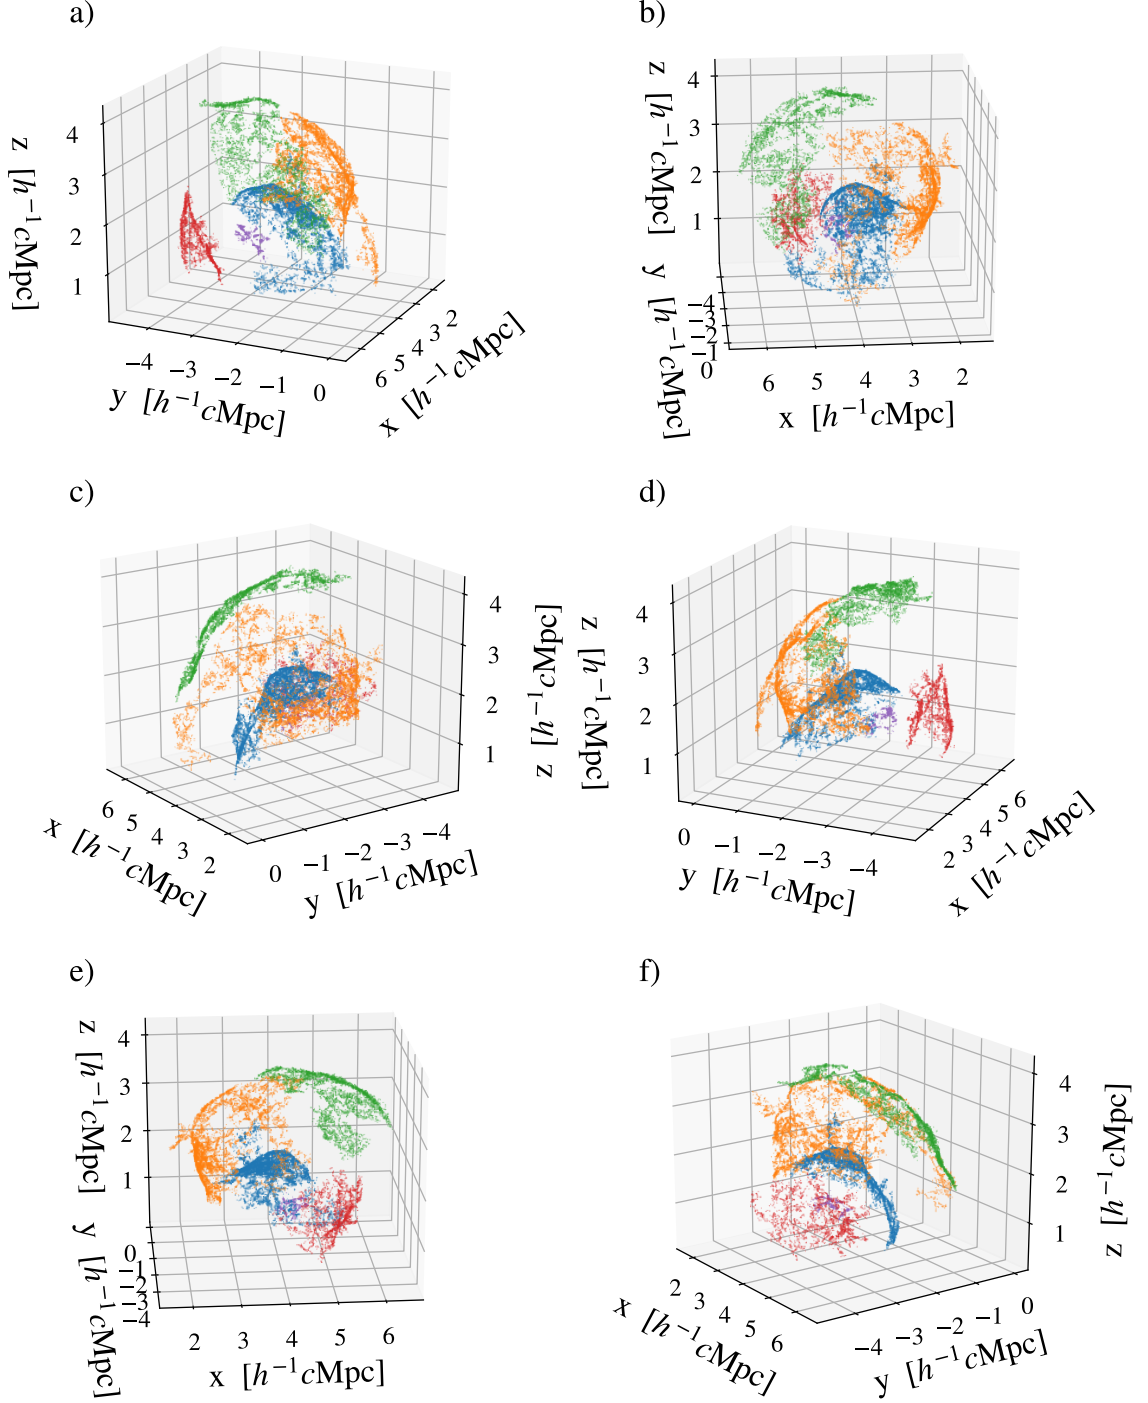 a)
z [h⁻¹cMpc]
4
3
2
1
−4
−3
−2
−1
0
y [h⁻¹cMpc]
6 5 4 3 2
x [h⁻¹cMpc]
b)
z [h⁻¹cMpc]
4
3
2
1
y [h⁻¹cMpc]
−4
−3
−2
−1
0
6 5 4 3 2
x [h⁻¹cMpc]
c)
z [h⁻¹cMpc]
4
3
2
1
6 5 4 3 2
x [h⁻¹cMpc]
0 −1 −2 −3 −4
y [h⁻¹cMpc]
d)
z [h⁻¹cMpc]
4
3
2
1
0 −1 −2 −3 −4
y [h⁻¹cMpc]
2 3 4 5 6
x [h⁻¹cMpc]
e)
z [h⁻¹cMpc]
4
3
2
1
y [h⁻¹cMpc]
0
−1
−2
−3
−4
2 3 4 5 6
x [h⁻¹cMpc]
f)
4
3
2
1
z [h⁻¹cMpc]
2 3 4 5 6
x [h⁻¹cMpc]
−4 −3 −2 −1 0
y [h⁻¹cMpc]